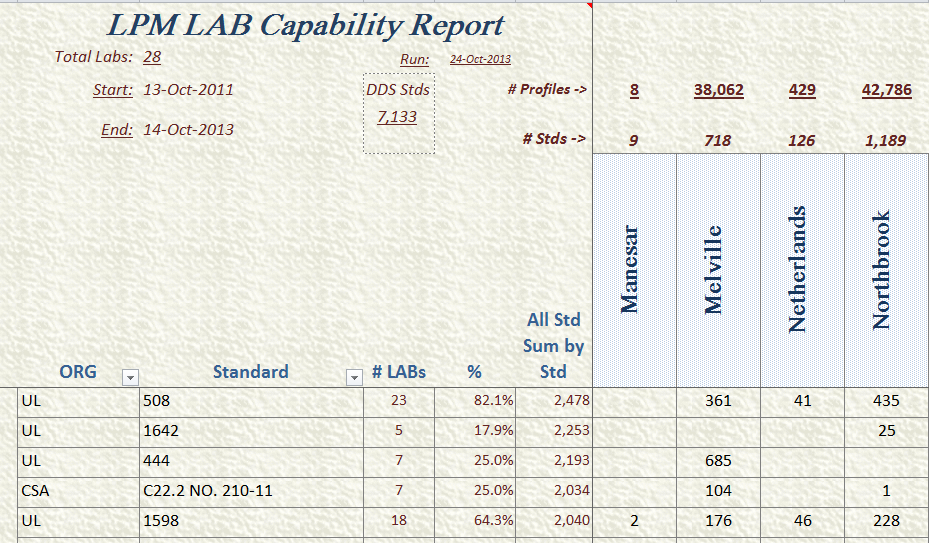 LPM LAB Capability Report
Total Labs: 28 Run: 24-Oct-2013
Start: 13-Oct-2011 DDS Stds # Profiles -> 8 38,062 429 42,786
7,133
End: 14-Oct-2013 # Stds -> 9 718 126 1,189
Manesar Melville Netherlands Northbrook
All Std
Sum by
ORG Standard # LABs % Std
UL 508 23 82.1% 2,478 361 41 435
UL 1642 5 17.9% 2,253 25
UL 444 7 25.0% 2,193 685
CSA C22.2 NO. 210-11 7 25.0% 2,034 104 1
UL 1598 18 64.3% 2,040 2 176 46 228